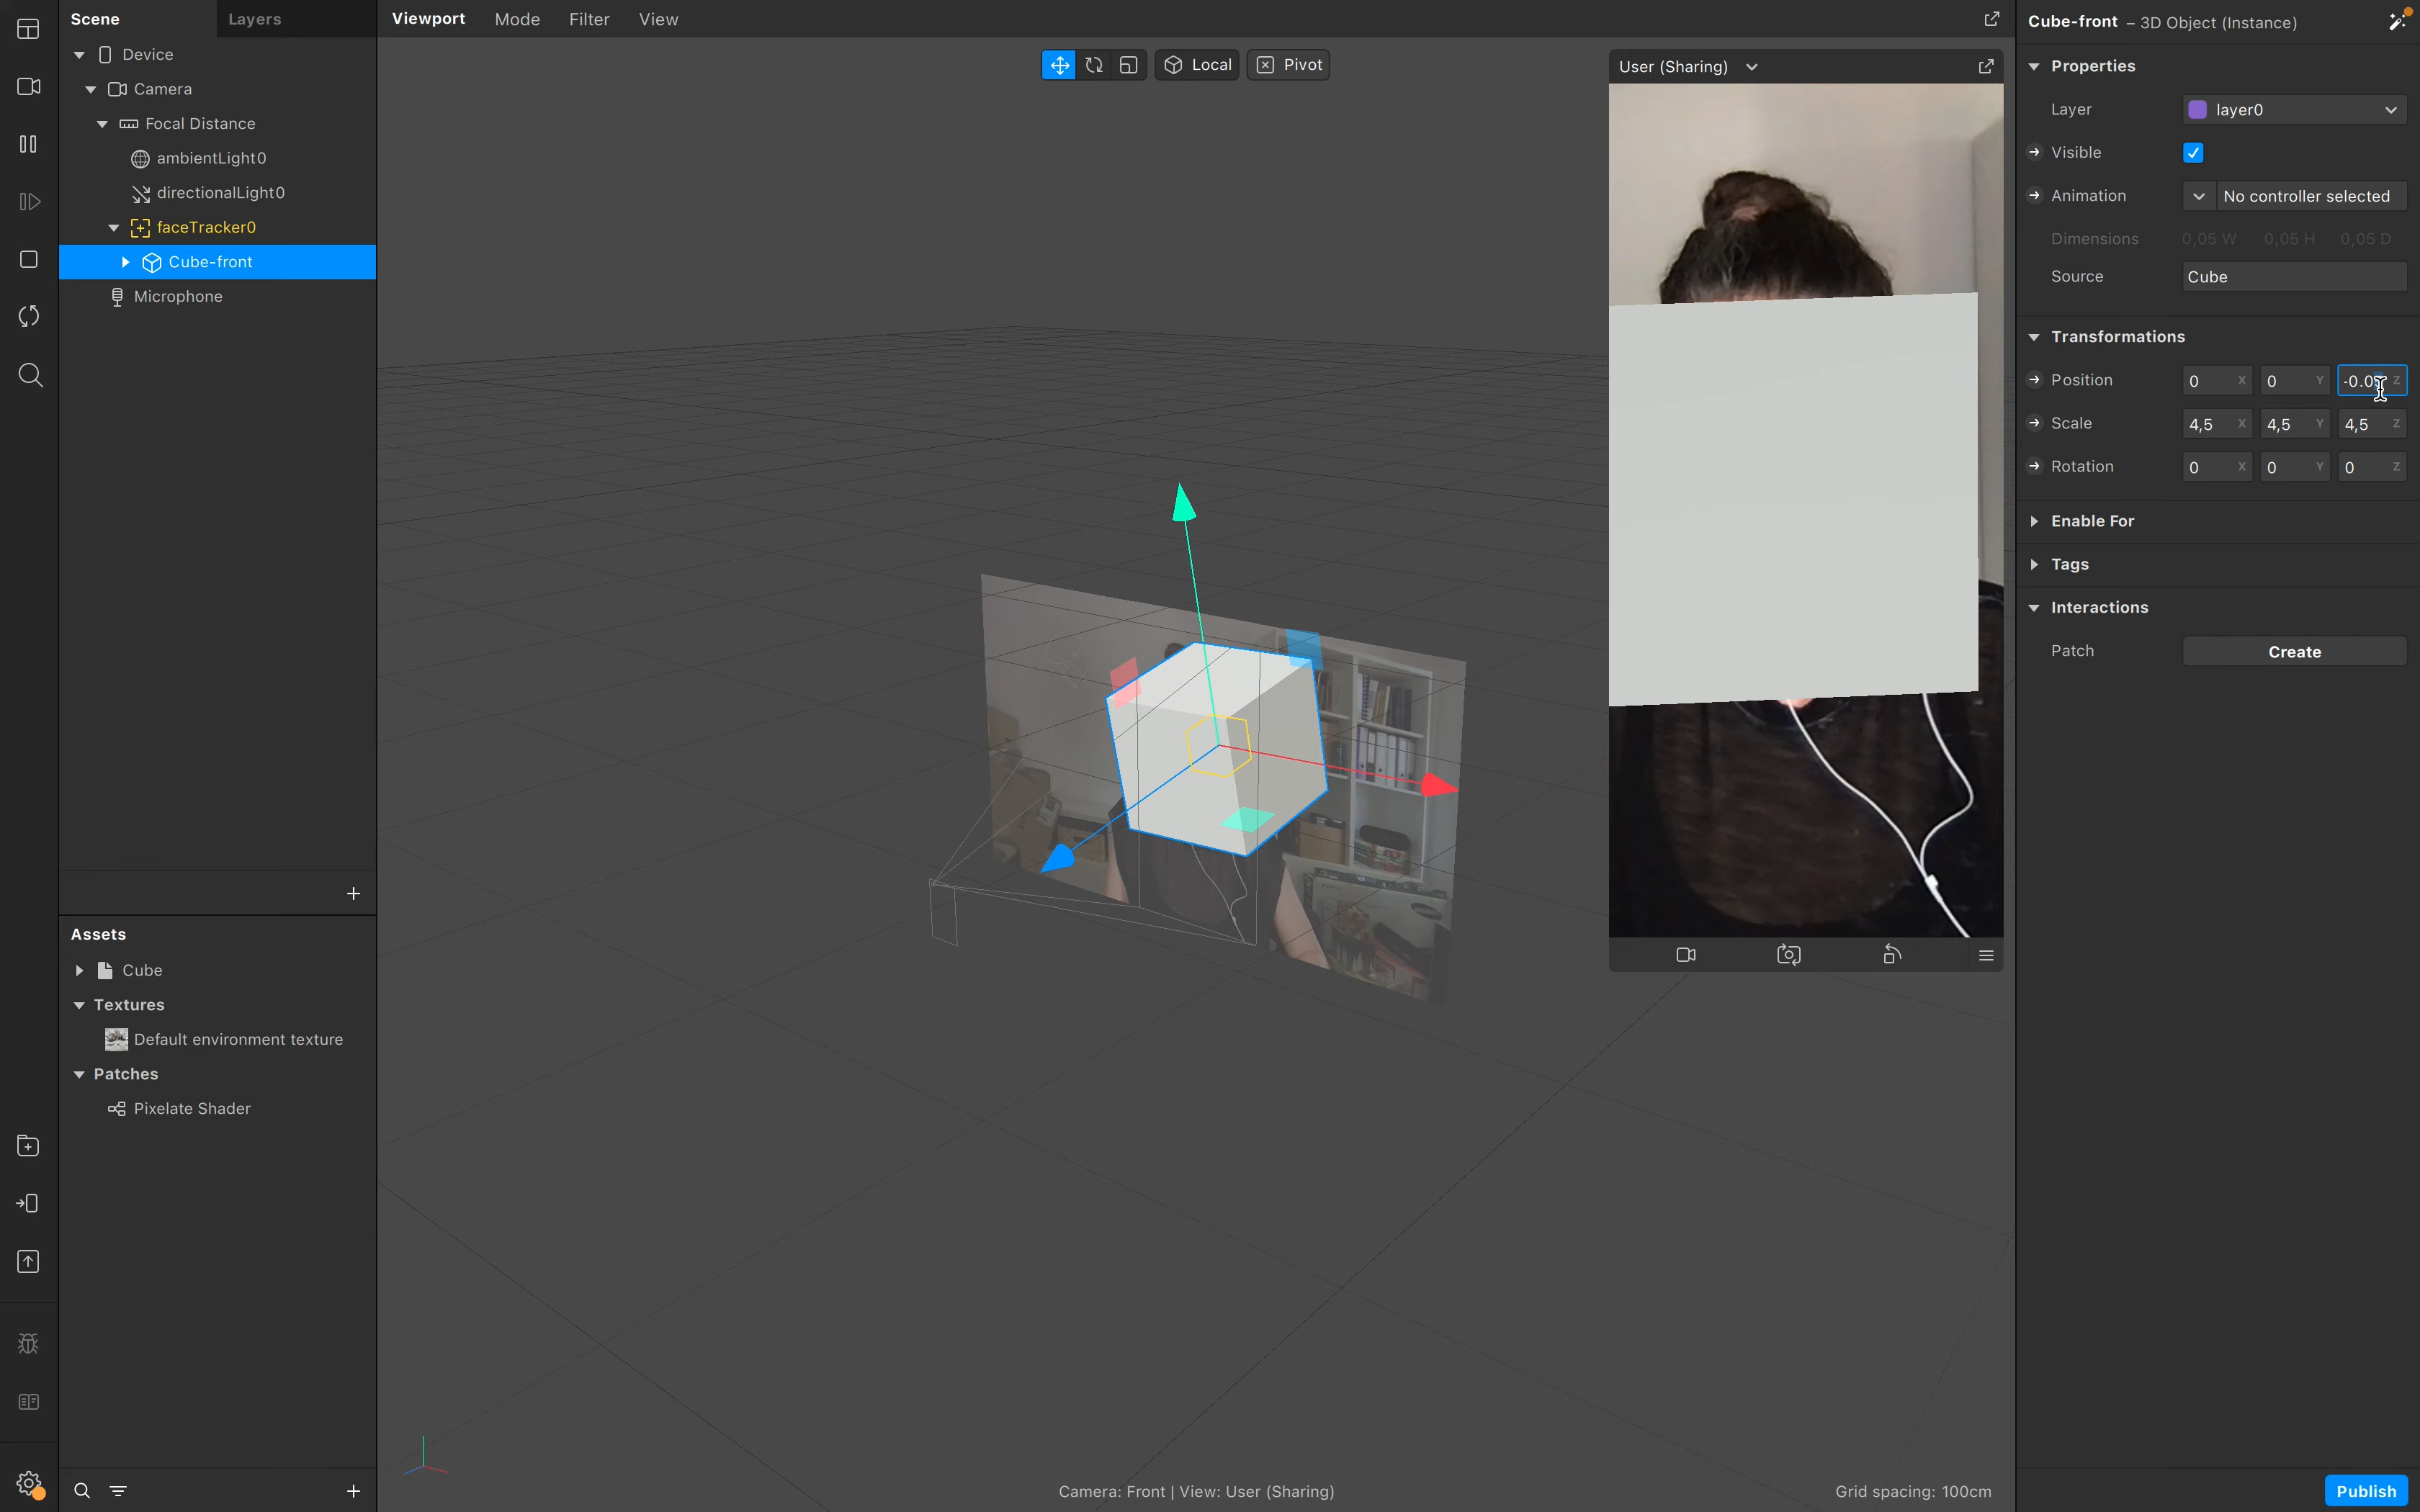 Scene
Layers
Device
Camera
Focal Distance
ambientLight0
directionalLight0
faceTracker0
Cube-front
Microphone
Assets
Cube
Textures
Default environment texture
Patches
Pixelate Shader
Viewport Mode Filter View
Local
Pivot
User (Sharing)
Camera: Front | View: User (Sharing)
Grid spacing: 100cm
Cube-front – 3D Object (Instance)
Properties
Layer layer0
Visible
Animation No controller selected
Dimensions 0,05 W 0,05 H 0,05 D
Source Cube
Transformations
Position 0 X 0 Y Z
Scale 4,5 X 4,5 Y 4,5 Z
Rotation 0 X 0 Y 0 Z
Enable For
Tags
Interactions
Patch Create
Publish